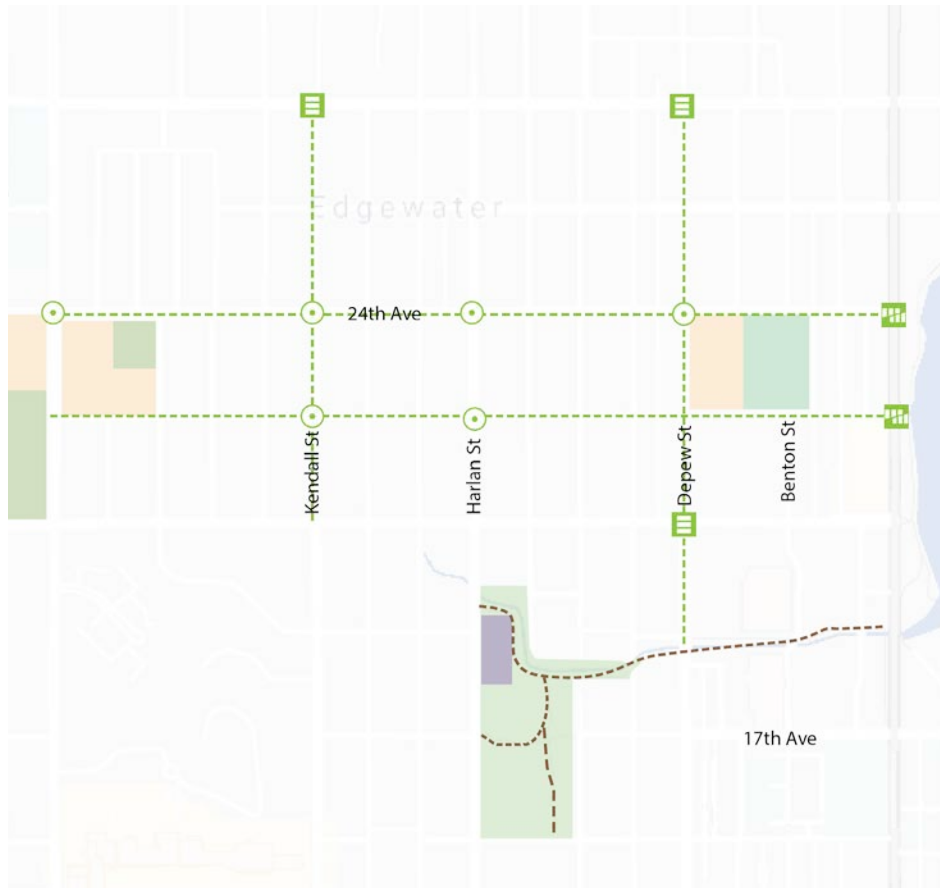 Edgewater
24th Ave
Kendall St
Harlan St
Depew St
Benton St
17th Ave